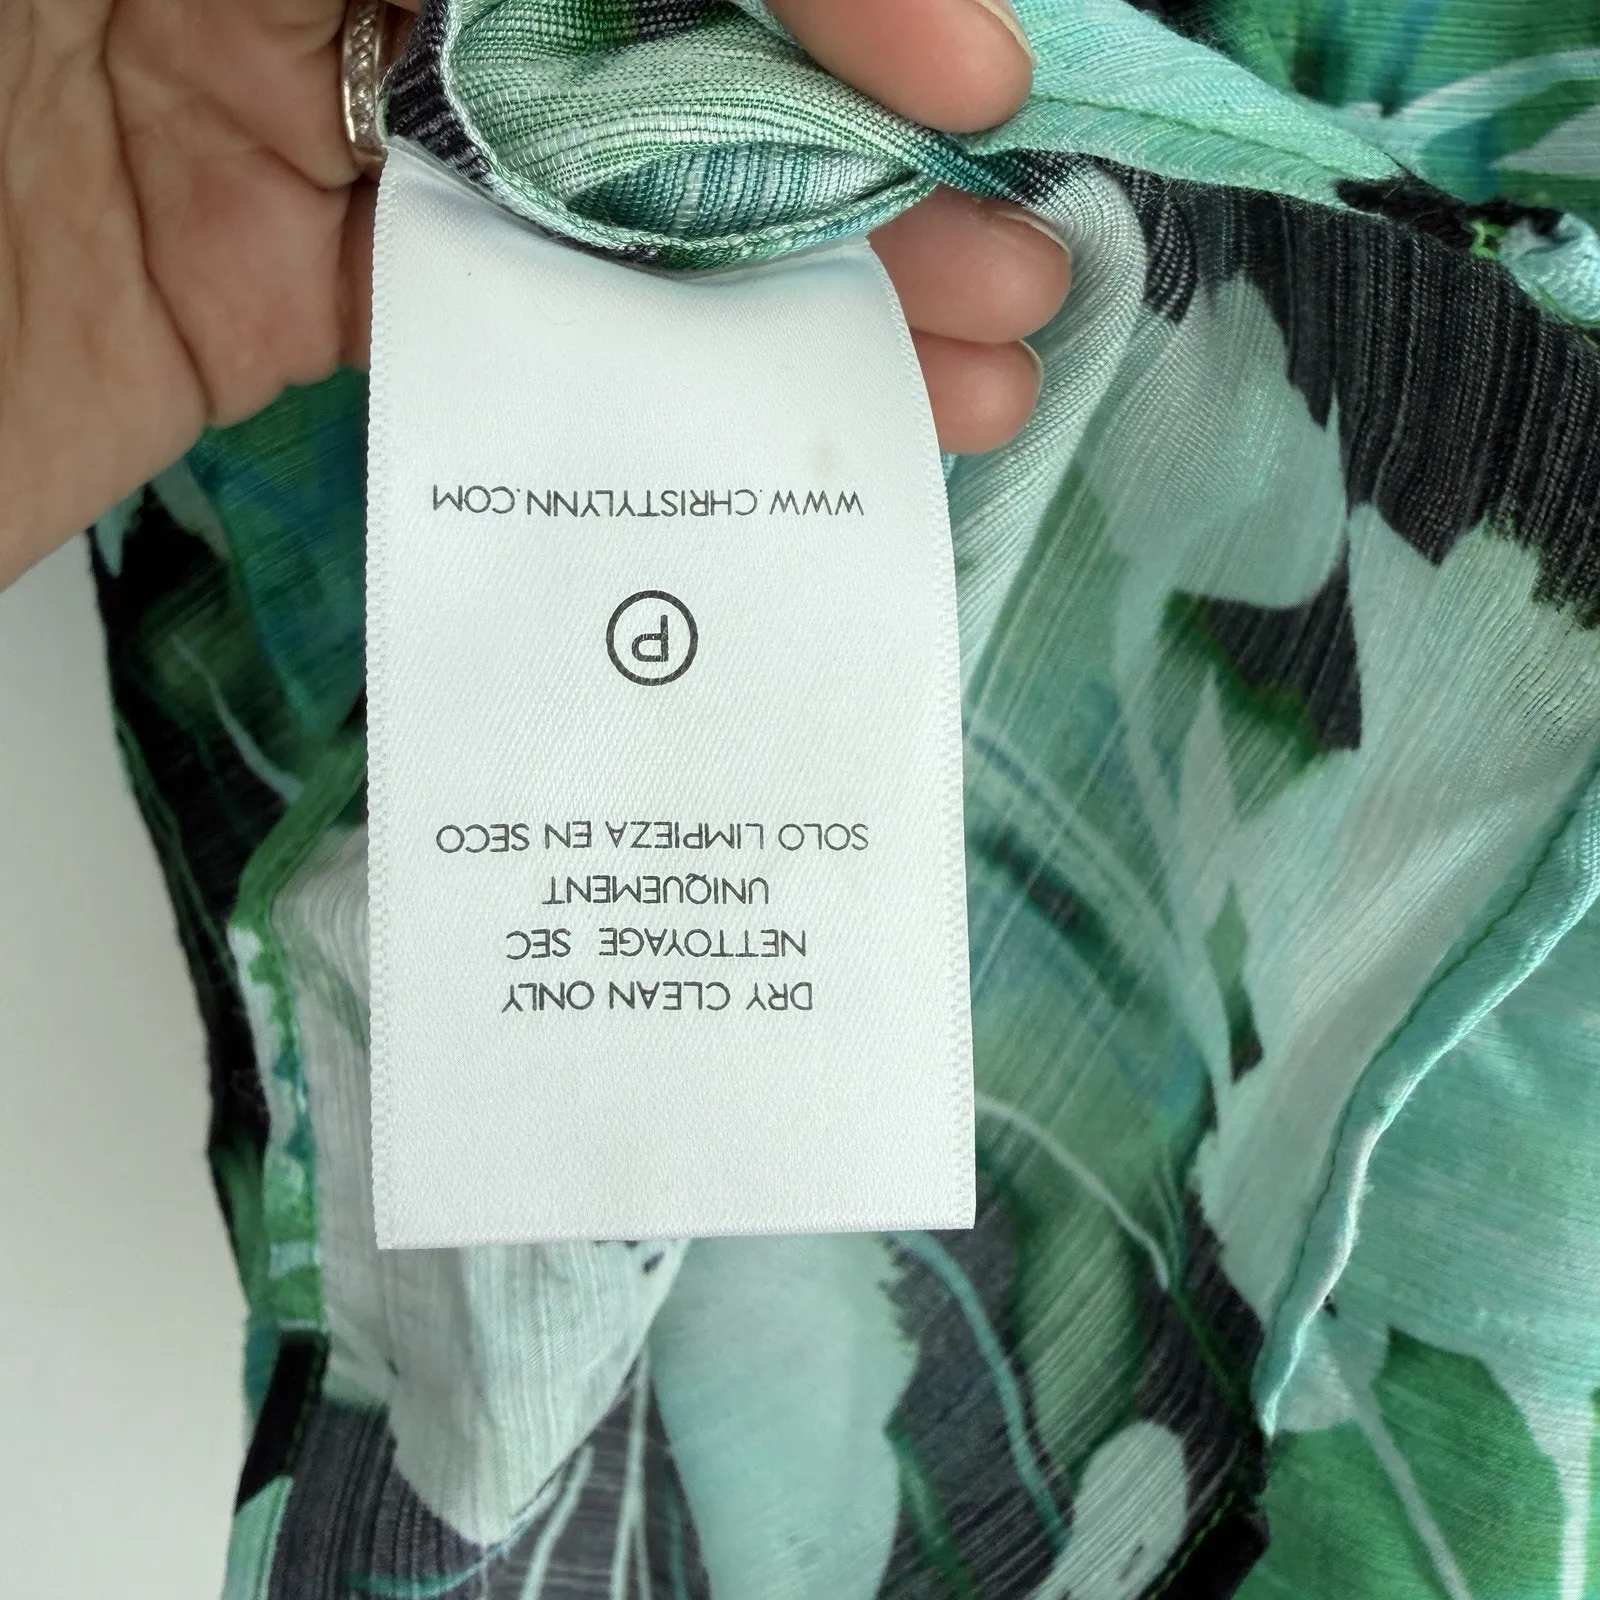 DRY CLEAN ONLY
NETTOYAGE SEC
UNIQUEMENT
SOLO LIMPIEZA EN SECO
P
WWW.CHRISTYLYNN.COM